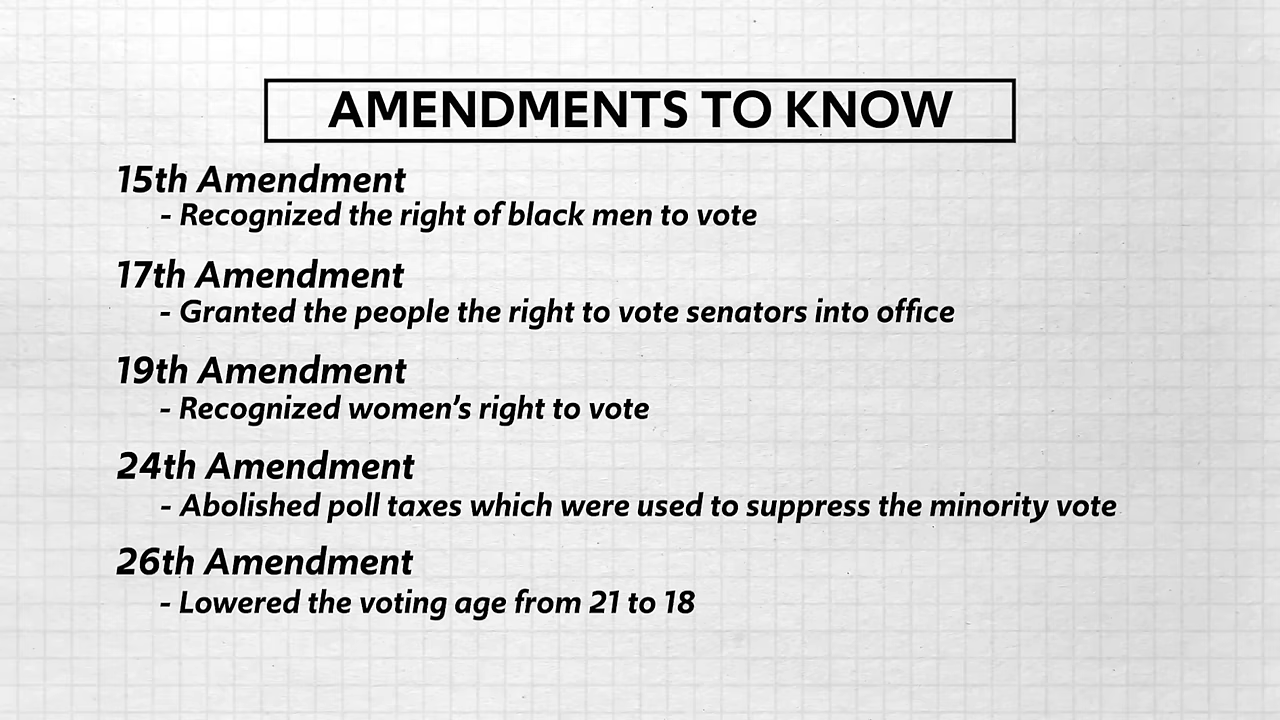 AMENDMENTS TO KNOW
15th Amendment
- Recognized the right of black men to vote
17th Amendment
- Granted the people the right to vote senators into office
19th Amendment
- Recognized women’s right to vote
24th Amendment
- Abolished poll taxes which were used to suppress the minority vote
26th Amendment
- Lowered the voting age from 21 to 18